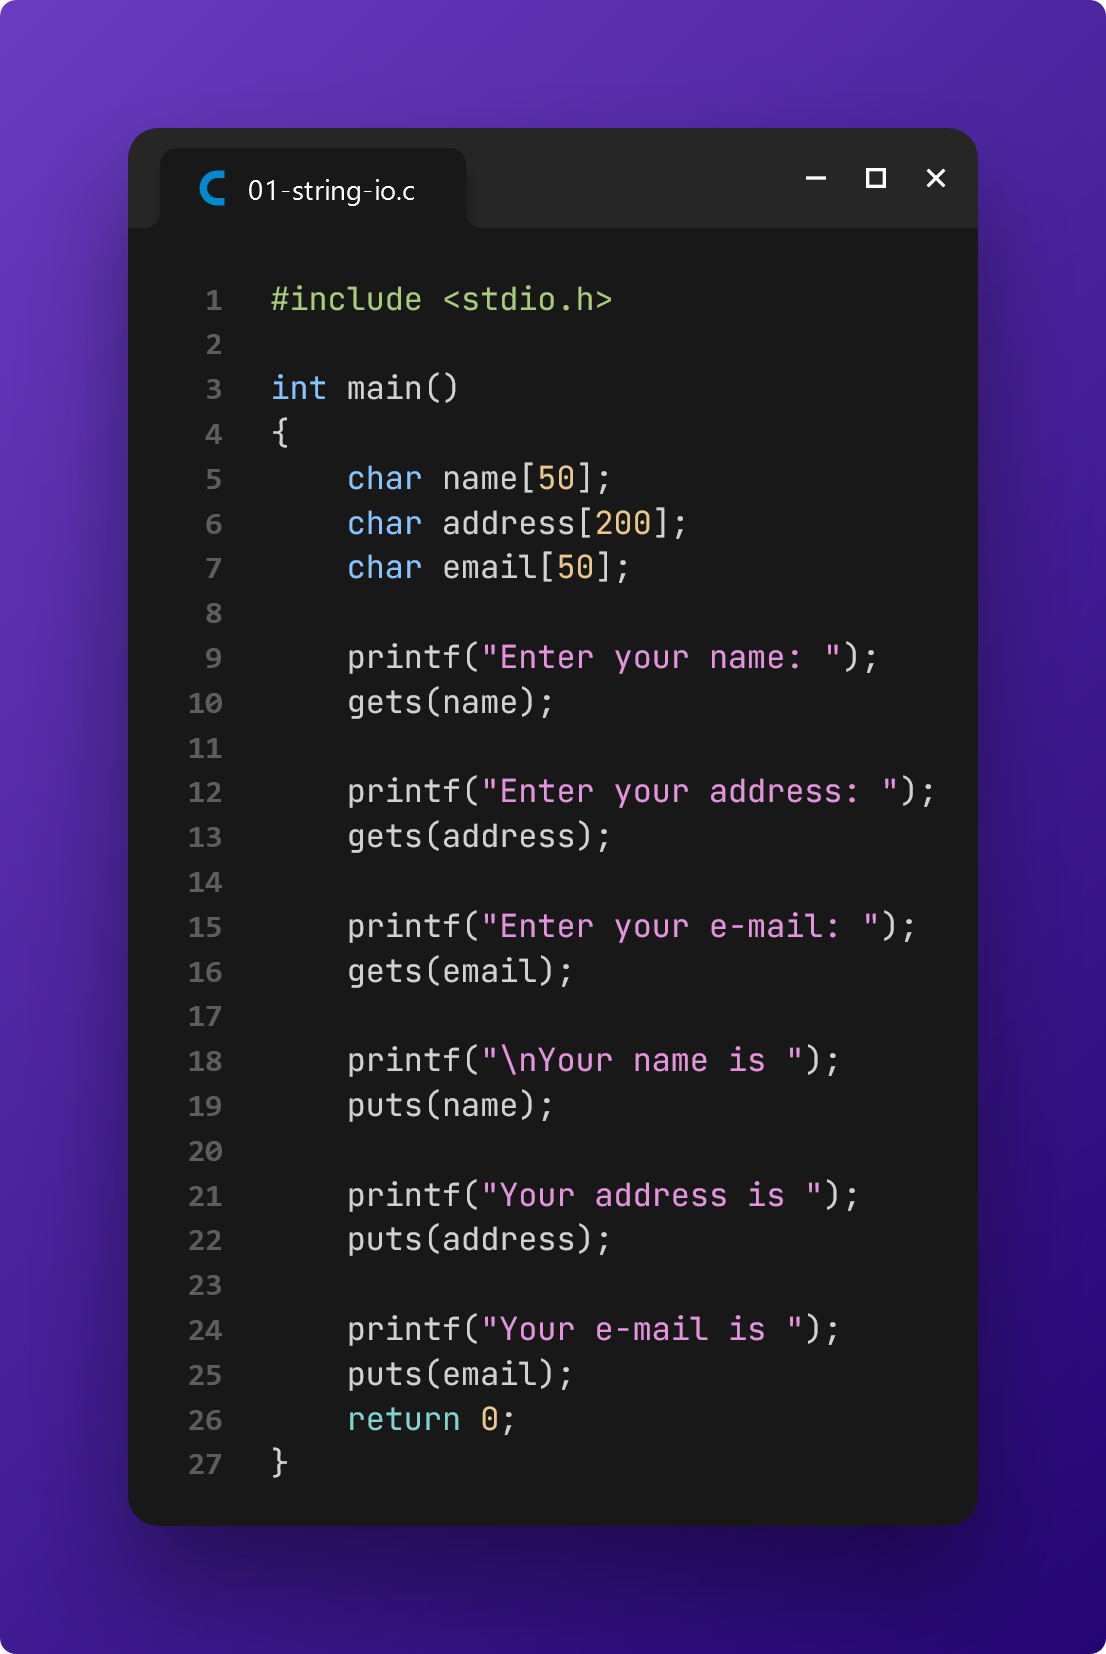 01-string-io.c
1 #include <stdio.h>
2
3 int main()
4 {
5     char name[50];
6     char address[200];
7     char email[50];
8
9     printf("Enter your name: ");
10     gets(name);
11
12     printf("Enter your address: ");
13     gets(address);
14
15     printf("Enter your e-mail: ");
16     gets(email);
17
18     printf("\nYour name is ");
19     puts(name);
20
21     printf("Your address is ");
22     puts(address);
23
24     printf("Your e-mail is ");
25     puts(email);
26     return 0;
27 }